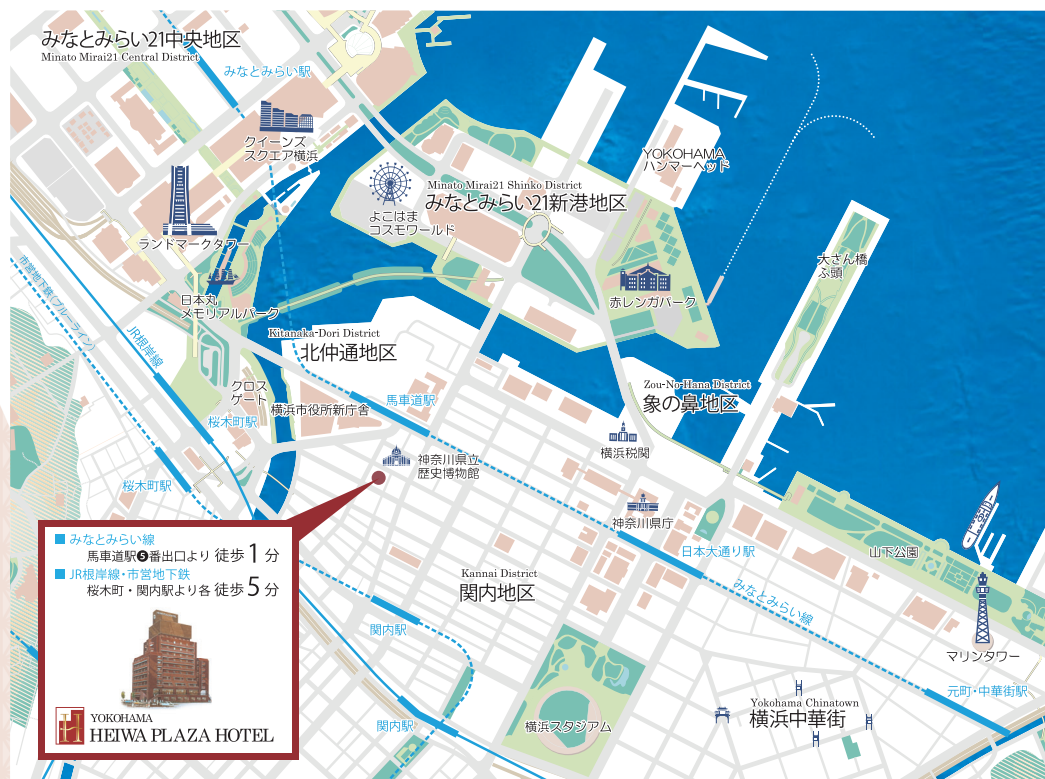 みなとみらい21中央地区
Minato Mirai21 Central District
みなとみらい駅
クイーンズ
スクエア横浜
YOKOHAMA
ハンマーヘッド
Minato Mirai21 Shinko District
みなとみらい21新港地区
よこはま
コスモワールド
ランドマークタワー
大さん橋
ふ頭
市営地下鉄(ブルーライン)
日本丸
メモリアルパーク
赤レンガパーク
JR根岸線
Kitanaka-Dori District
北仲通地区
クロス
ゲート
横浜市役所新庁舎
馬車道駅
Zou-No-Hana District
象の鼻地区
桜木町駅
横浜税関
神奈川県立
歴史博物館
桜木町駅
神奈川県庁
日本大通り駅
山下公園
■ みなとみらい線
馬車道駅❺番出口より 徒歩 1 分
■ JR根岸線・市営地下鉄
桜木町・関内駅より各 徒歩 5 分
YOKOHAMA
HEIWA PLAZA HOTEL
Kannai District
関内地区
みなとみらい線
関内駅
マリンタワー
元町・中華街駅
関内駅
横浜スタジアム
Yokohama Chinatown
横浜中華街